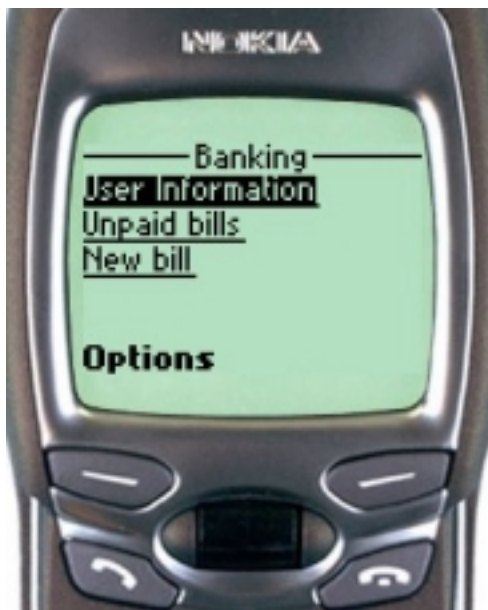 NOKIA
Banking
User Information
Unpaid bills
New bill
Options